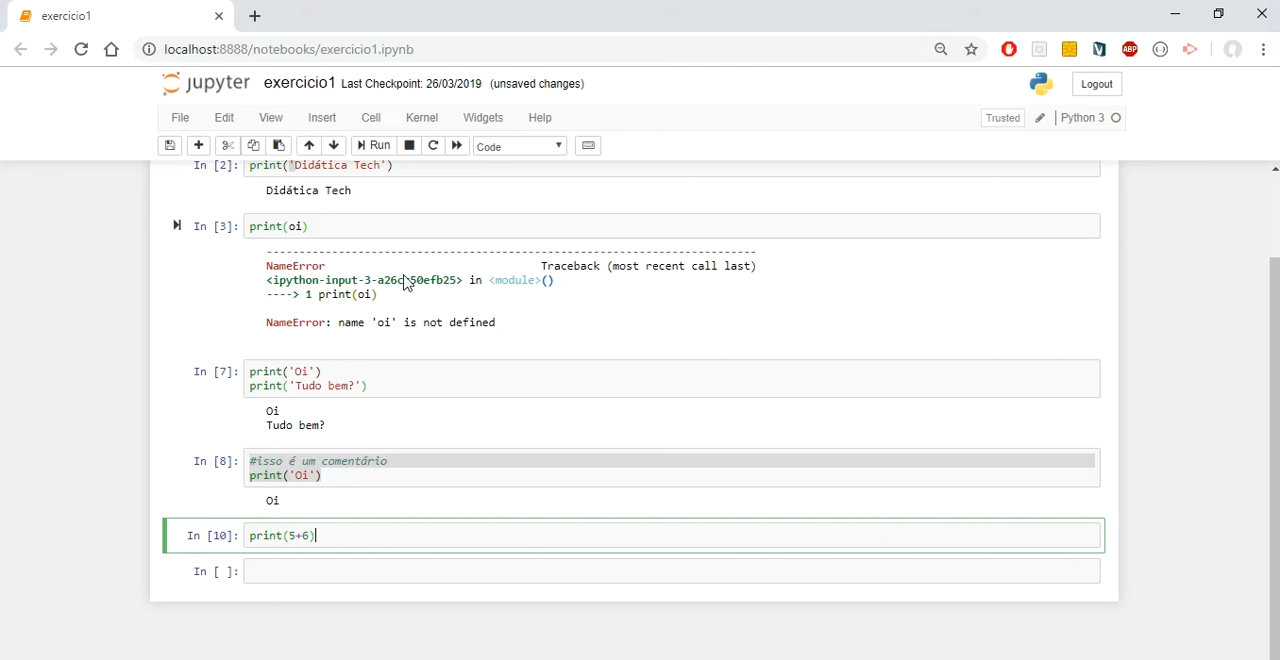 exercicio1
localhost:8888/notebooks/exercicio1.ipynb
jupyter exercicio1 Last Checkpoint: 26/03/2019 (unsaved changes)
Logout
File Edit View Insert Cell Kernel Widgets Help
Trusted Python 3
Run Code
In [2]: print('Didática Tech')
Didática Tech
In [3]: print(oi)
---------------------------------------------------------------------------
NameError Traceback (most recent call last)
in <module>()
----> 1 print(oi)
NameError: name 'oi' is not defined
In [7]: print('Oi')
print('Tudo bem?')
Oi
Tudo bem?
In [8]: #isso é um comentário
print('Oi')
Oi
In [10]: print(5+6)
In [ ]:
ABP